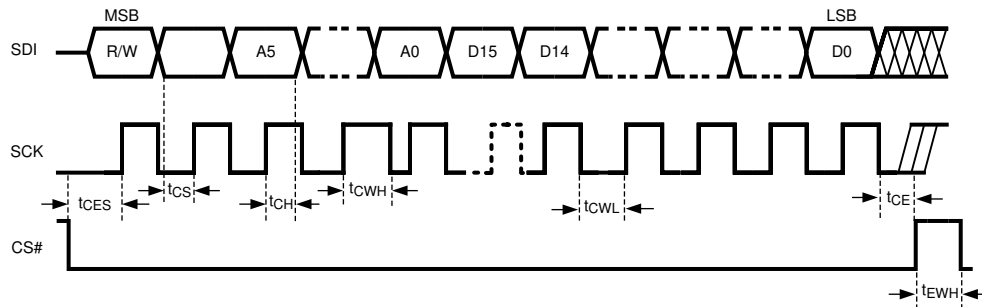 MSB LSB
SDI R/W A5 A0 D15 D14 D0
SCK
tCES tCS tCH tCWH tCWL tCE
CS#
tEWH